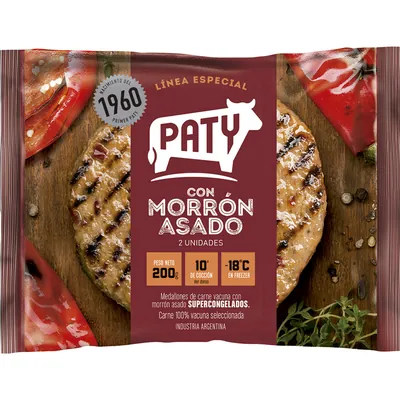 LÍNEA ESPECIAL
NACIMIENTO DEL
1960
PRIMER PATY
PATY
CON
MORRÓN
ASADO
2 UNIDADES
PESO NETO
200g
10'
DE COCCIÓN
-18°C
EN FREEZER
Medallones de carne vacuna con
morrón asado SUPERCONGELADOS.
Carne 100% vacuna seleccionada
INDUSTRIA ARGENTINA